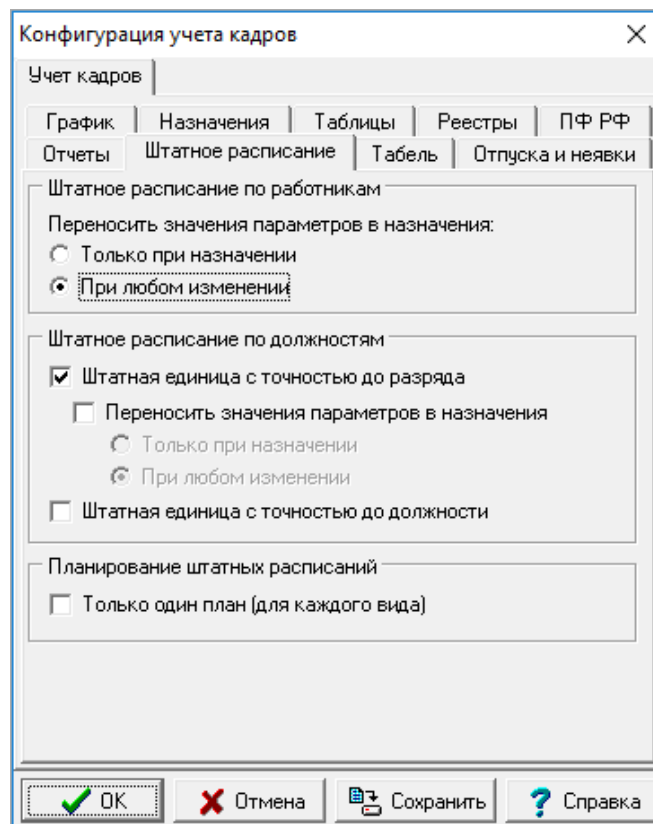 Конфигурация учета кадров
Учет кадров
График Назначения Таблицы Реестры ПФ РФ
Отчеты Штатное расписание Табель Отпуска и неявки
Штатное расписание по работникам
Переносить значения параметров в назначения:
Только при назначении
При любом изменении
Штатное расписание по должностям
Штатная единица с точностью до разряда
Переносить значения параметров в назначения
Только при назначении
При любом изменении
Штатная единица с точностью до должности
Планирование штатных расписаний
Только один план (для каждого вида)
OK Отмена Сохранить Справка